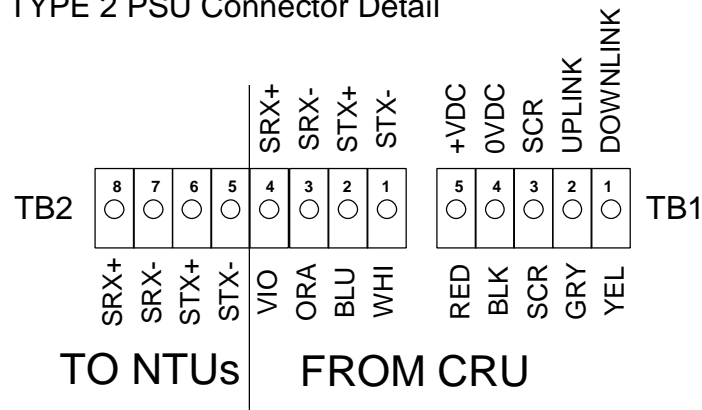 TYPE 2 PSU Connector Detail
SRX+ SRX- STX+ STX- +VDC 0VDC SCR UPLINK DOWNLINK
TB2 8 7 6 5 4 3 2 1 5 4 3 2 1 TB1
SRX+ SRX- STX+ STX- VIO ORA BLU WHI RED BLK SCR GRY YEL
TO NTUs FROM CRU